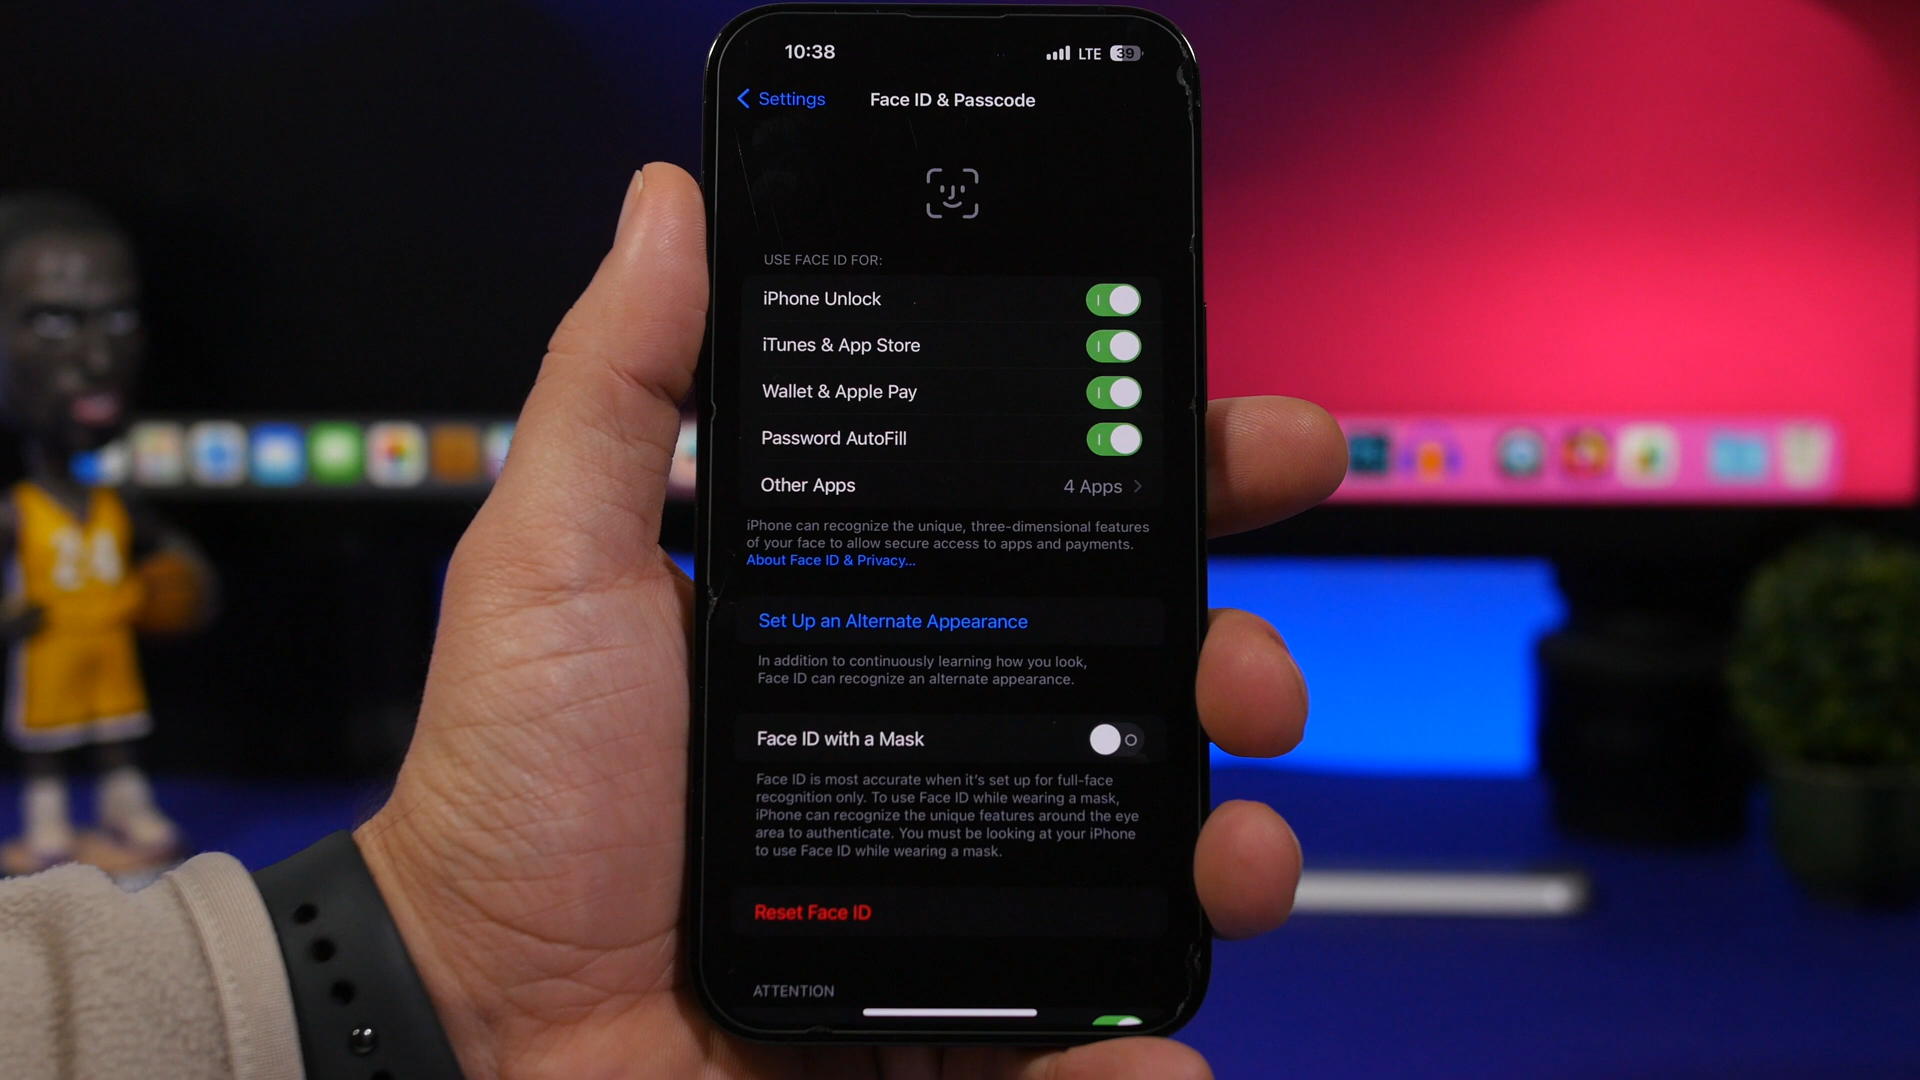 10:38 LTE 39
Settings Face ID & Passcode
USE FACE ID FOR:
iPhone Unlock
iTunes & App Store
Wallet & Apple Pay
Password AutoFill
Other Apps 4 Apps
iPhone can recognize the unique, three-dimensional features
of your face to allow secure access to apps and payments.
About Face ID & Privacy...
Set Up an Alternate Appearance
In addition to continuously learning how you look,
Face ID can recognize an alternate appearance.
Face ID with a Mask
Face ID is most accurate when it's set up for full-face
recognition only. To use Face ID while wearing a mask,
iPhone can recognize the unique features around the eye
area to authenticate. You must be looking at your iPhone
to use Face ID while wearing a mask.
Reset Face ID
ATTENTION
24